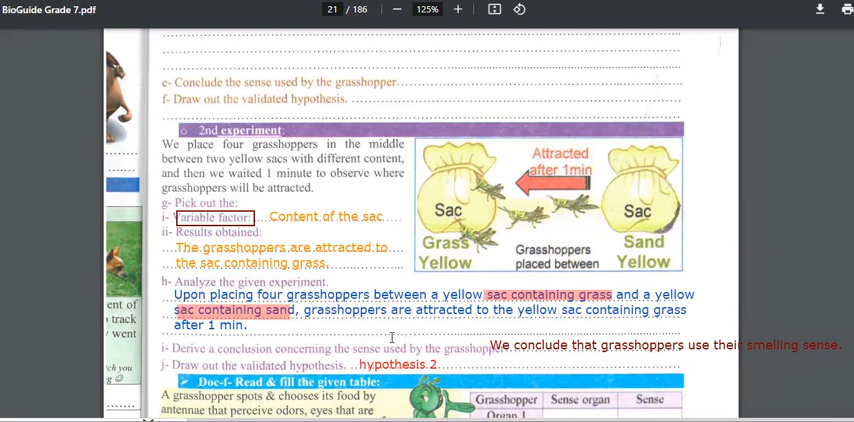 BioGuide Grade 7.pdf
21 / 186
125%
e- Conclude the sense used by the grasshopper
f- Draw out the validated hypothesis.
2nd experiment:
We place four grasshoppers in the middle
between two yellow sacs with different content,
and then we waited 1 minute to observe where
grasshoppers will be attracted.
g- Pick out the:
i- Variable factor: Content of the sac
ii- Results obtained:
The grasshoppers are attracted to
the sac containing grass.
Attracted
after 1min
Sac
Sac
Grass
Yellow
Grasshoppers
placed between
Sand
Yellow
h- Analyze the given experiment.
Upon placing four grasshoppers between a yellow sac containing grass and a yellow
sac containing sand, grasshoppers are attracted to the yellow sac containing grass
after 1 min.
i- Derive a conclusion concerning the sense used by the grasshopper We conclude that grasshoppers use their smelling sense.
j- Draw out the validated hypothesis. hypothesis 2
Doc-f- Read & fill the given table:
A grasshopper spots & chooses its food by
antennae that perceive odors, eyes that are
Grasshopper Sense organ Sense
Organ 1
ent of
track
went
rch you.
ng